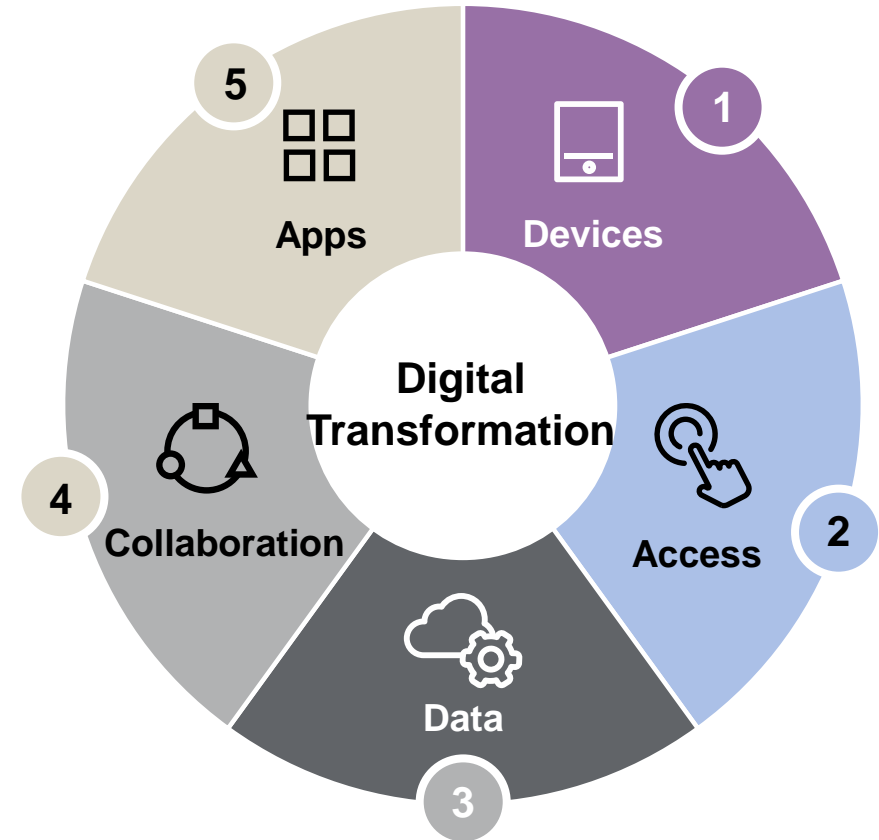 Digital
Transformation
1
Devices
2
Access
3
Data
4
Collaboration
5
Apps